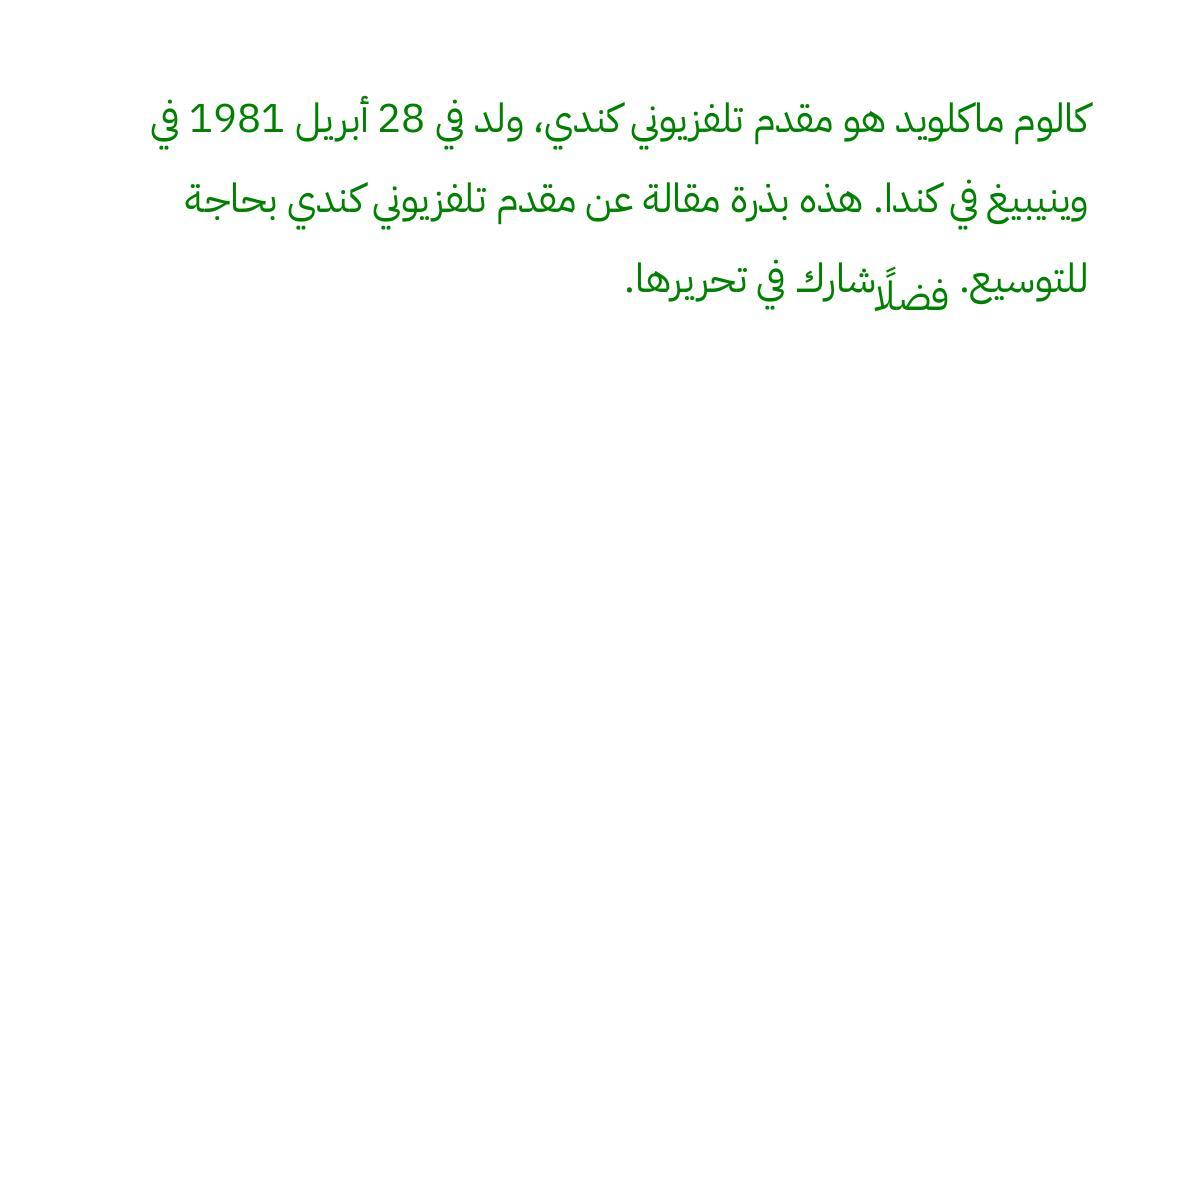 كالوم ماكلويد هو مقدم تلفزيوني كندي، ولد في 28 أبريل 1981 في
وينيبيغ في كندا. هذه بذرة مقالة عن مقدم تلفزيوني كندي بحاجة
للتوسيع. فضلًا شارك في تحريرها.